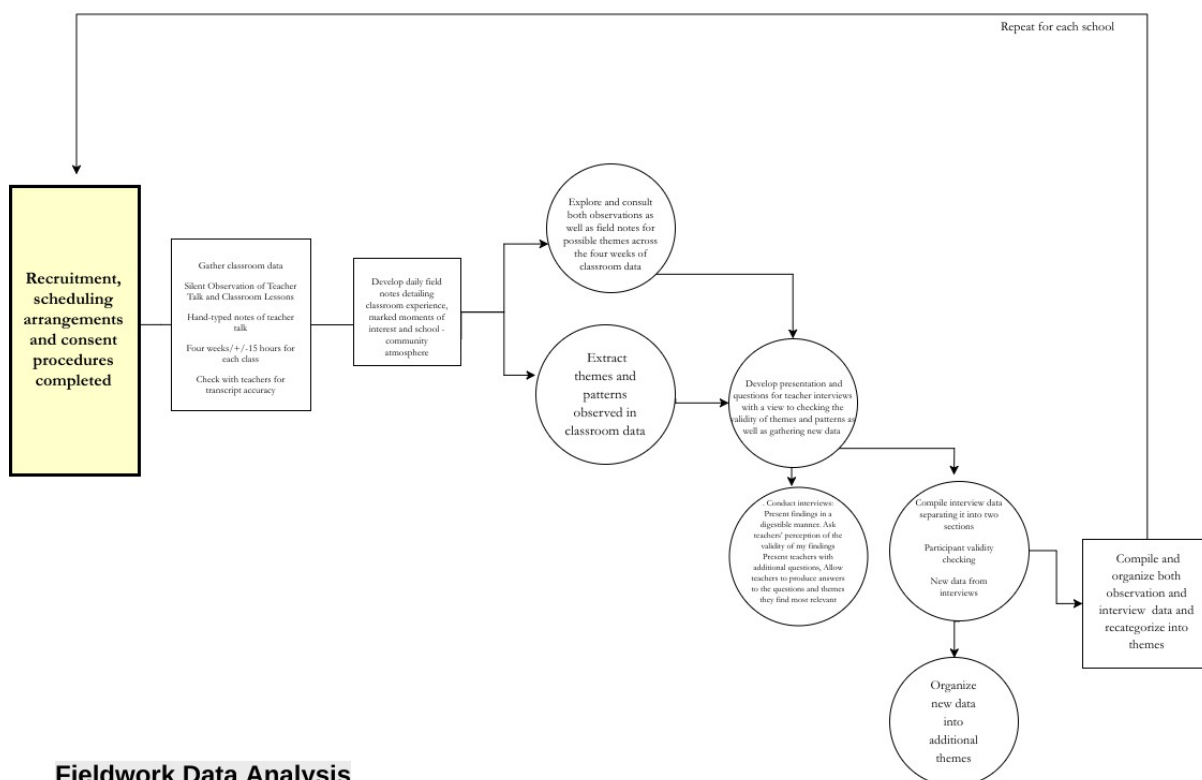 Repeat for each school
Recruitment,
scheduling
arrangements
and consent
procedures
completed
Gather classroom data
Silent Observation of Teacher
Talk and Classroom Lessons
Hand-typed notes of teacher
talk
Four weeks/+/-15 hours for
each class
Check with teachers for
transcript accuracy
Develop daily field
notes detailing
classroom experience,
marked moments of
interest and school -
community
atmosphere
Explore and consult
both observations as
well as field notes for
possible themes across
the four weeks of
classroom data
Extract
themes and
patterns
observed in
classroom data
Develop presentation and
questions for teacher interviews
with a view to checking the
validity of themes and patterns as
well as gathering new data
. Conduct interviews:
Present findings in a
digestible manner. Ask
teachers' perception of the
validity of my findings
Present teachers with
additional questions, Allow
teachers to produce answers
to the questions and themes
they find most relevant
Compile interview data
separating it into two
sections
Participant validity
checking
New data from
interviews
Compile and
organize both
observation and
interview data and
recategorize into
themes
Organize
new data
into
additional
themes
Fieldwork Data Analysis